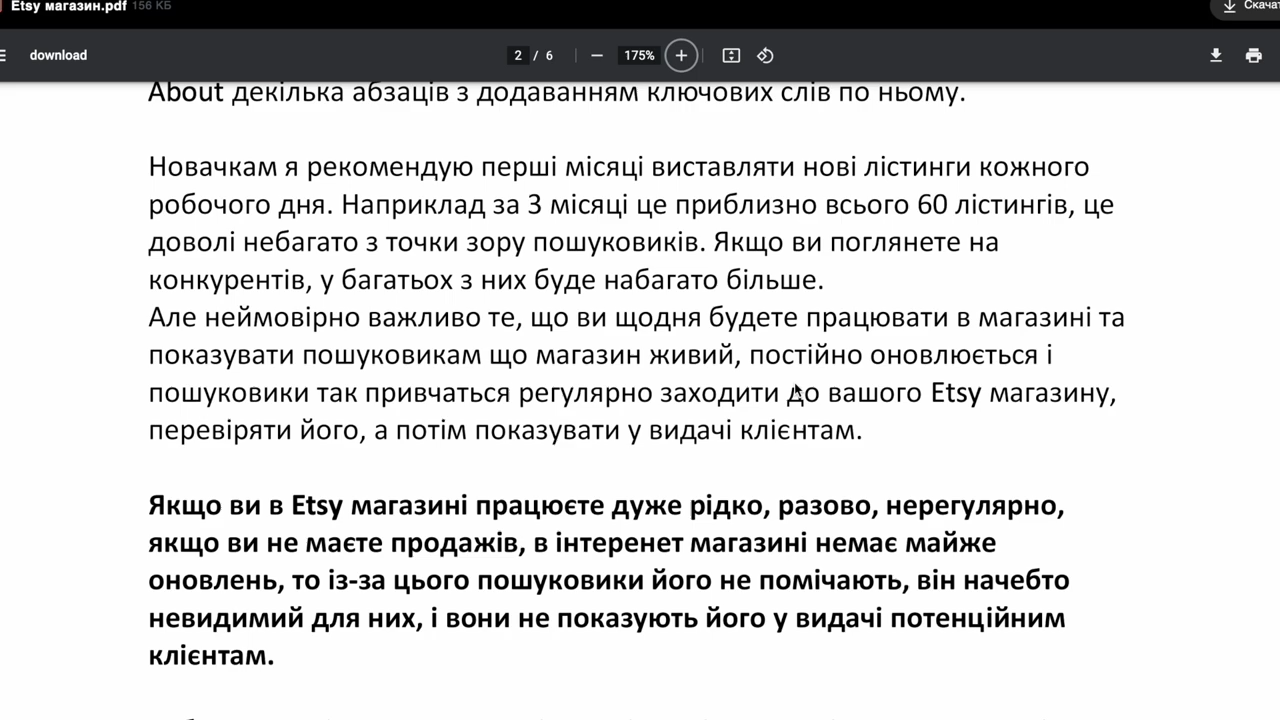 Etsy магазин.pdf 156 КБ
Скачат
download
2 / 6
175%
About декілька абзаців з додаванням ключових слів по ньому.
Новачкам я рекомендую перші місяці виставляти нові лістинги кожного
робочого дня. Наприклад за 3 місяці це приблизно всього 60 лістингів, це
доволі небагато з точки зору пошуковиків. Якщо ви поглянете на
конкурентів, у багатьох з них буде набагато більше.
Але неймовірно важливо те, що ви щодня будете працювати в магазині та
показувати пошуковикам що магазин живий, постійно оновлюється і
пошуковики так привчаться регулярно заходити до вашого Etsy магазину,
перевіряти його, а потім показувати у видачі клієнтам.
Якщо ви в Etsy магазині працюєте дуже рідко, разово, нерегулярно,
якщо ви не маєте продажів, в інтеренет магазині немає майже
оновлень, то із-за цього пошуковики його не помічають, він начебто
невидимий для них, і вони не показують його у видачі потенційним
клієнтам.